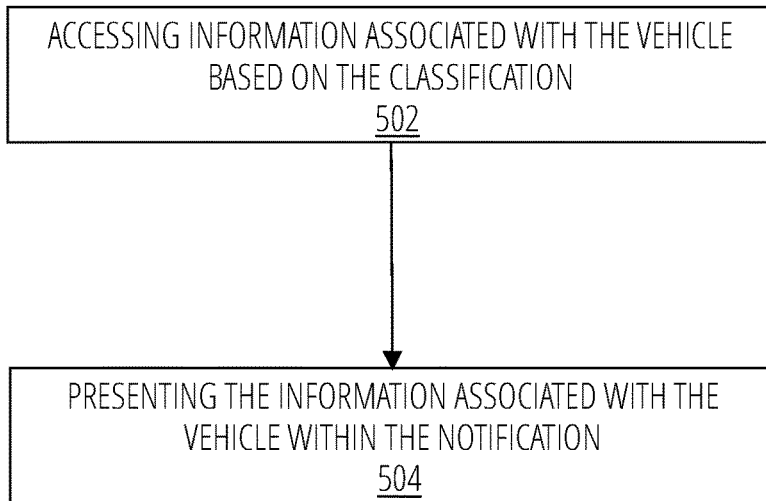 ACCESSING INFORMATION ASSOCIATED WITH THE VEHICLE
BASED ON THE CLASSIFICATION
502
PRESENTING THE INFORMATION ASSOCIATED WITH THE
VEHICLE WITHIN THE NOTIFICATION
504